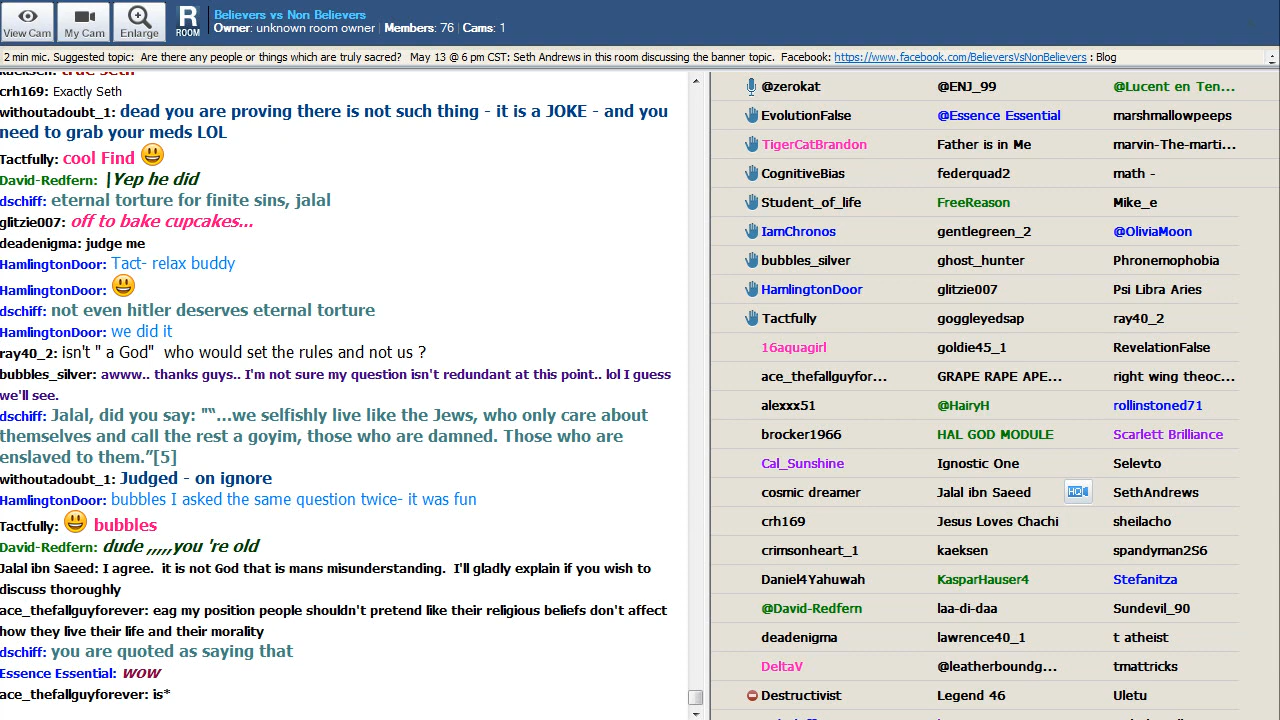 View Cam
My Cam
Enlarge
R
ROOM
Believers vs Non Believers
Owner: unknown room owner | Members: 76 | Cams: 1
2 min mic. Suggested topic: Are there any people or things which are truly sacred? May 13 @ 6 pm CST: Seth Andrews in this room discussing the banner topic. Facebook: https://www.facebook.com/BelieversVsNonBelievers : Blog
crh169: Exactly Seth
withoutadoubt_1: dead you are proving there is not such thing - it is a JOKE - and you
need to grab your meds LOL
Tactfully: cool Find
David-Redfern: |Yep he did
dschiff: eternal torture for finite sins, jalal
glitzie007: off to bake cupcakes...
deadenigma: judge me
HamlingtonDoor: Tact- relax buddy
HamlingtonDoor:
dschiff: not even hitler deserves eternal torture
HamlingtonDoor: we did it
ray40_2: isn't " a God" who would set the rules and not us ?
bubbles_silver: awww.. thanks guys.. I'm not sure my question isn't redundant at this point.. lol I guess
we'll see.
dschiff: Jalal, did you say: "“...we selfishly live like the Jews, who only care about
themselves and call the rest a goyim, those who are damned. Those who are
enslaved to them.”[5]
withoutadoubt_1: Judged - on ignore
HamlingtonDoor: bubbles I asked the same question twice- it was fun
Tactfully: bubbles
David-Redfern: dude ,,,,,you 're old
Jalal ibn Saeed: I agree. it is not God that is mans misunderstanding. I'll gladly explain if you wish to
discuss thoroughly
ace_thefallguyforever: eag my position people shouldn't pretend like their religious beliefs don't affect
how they live their life and their morality
dschiff: you are quoted as saying that
Essence Essential: wow
ace_thefallguyforever: is*
@zerokat
EvolutionFalse
TigerCatBrandon
CognitiveBias
Student_of_life
IamChronos
bubbles_silver
HamlingtonDoor
Tactfully
16aquagirl
ace_thefallguyfor...
alexxx51
brocker1966
Cal_Sunshine
cosmic dreamer
crh169
crimsonheart_1
Daniel4Yahuwah
@David-Redfern
deadenigma
DeltaV
Destructivist
@ENJ_99
@Essence Essential
Father is in Me
federquad2
FreeReason
gentlegreen_2
ghost_hunter
glitzie007
goggleyedsap
goldie45_1
GRAPE RAPE APE...
@HairyH
HAL GOD MODULE
Ignostic One
Jalal ibn Saeed
HQ
Jesus Loves Chachi
kaeksen
KasparHauser4
laa-di-daa
lawrence40_1
@leatherboundg...
Legend 46
@Lucent en Ten...
marshmallowpeeps
marvin-The-marti...
math -
Mike_e
@OliviaMoon
Phronemophobia
Psi Libra Aries
ray40_2
RevelationFalse
right wing theoc...
rollinstoned71
Scarlett Brilliance
Selevto
SethAndrews
sheilacho
spandyman2S6
Stefanitza
Sundevil_90
t atheist
tmattricks
Uletu